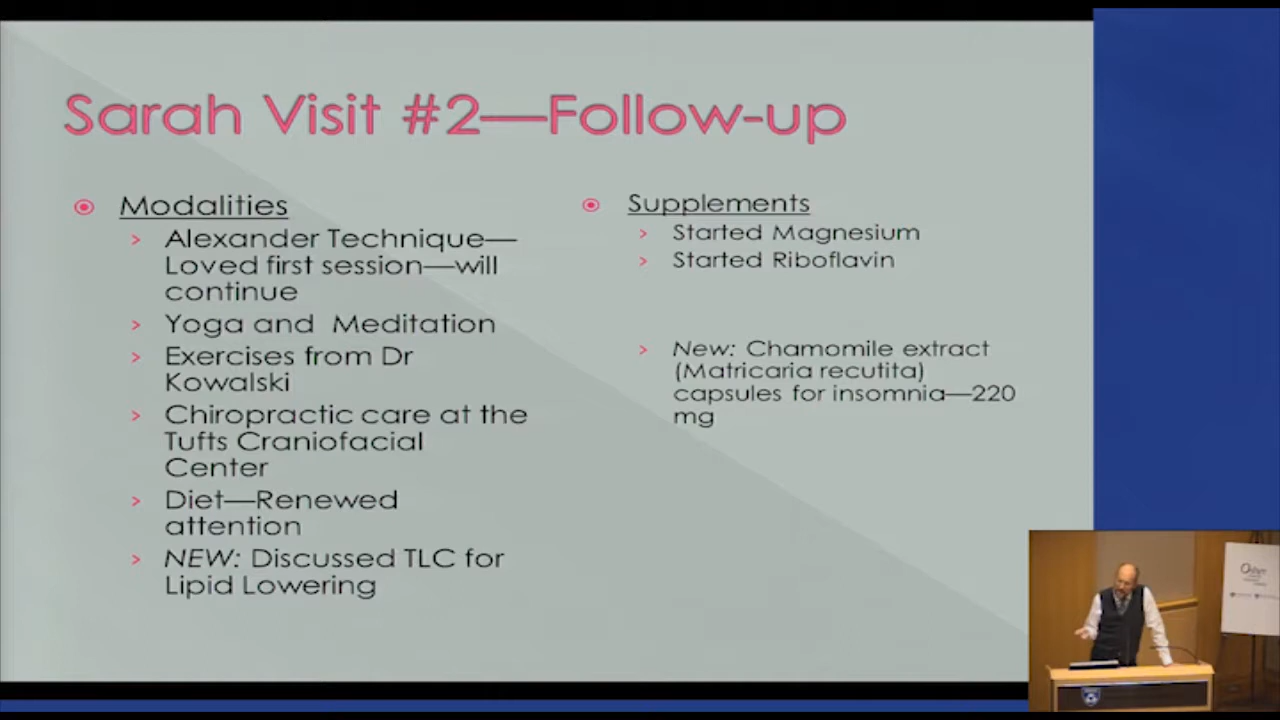 Sarah Visit #2—Follow-up
Modalities
Alexander Technique—
Loved first session—will
continue
Yoga and Meditation
Exercises from Dr
Kowalski
Chiropractic care at the
Tufts Craniofacial
Center
Diet—Renewed
attention
NEW: Discussed TLC for
Lipid Lowering
Supplements
Started Magnesium
Started Riboflavin
New: Chamomile extract
(Matricaria recutita)
capsules for insomnia—220
mg
Osher